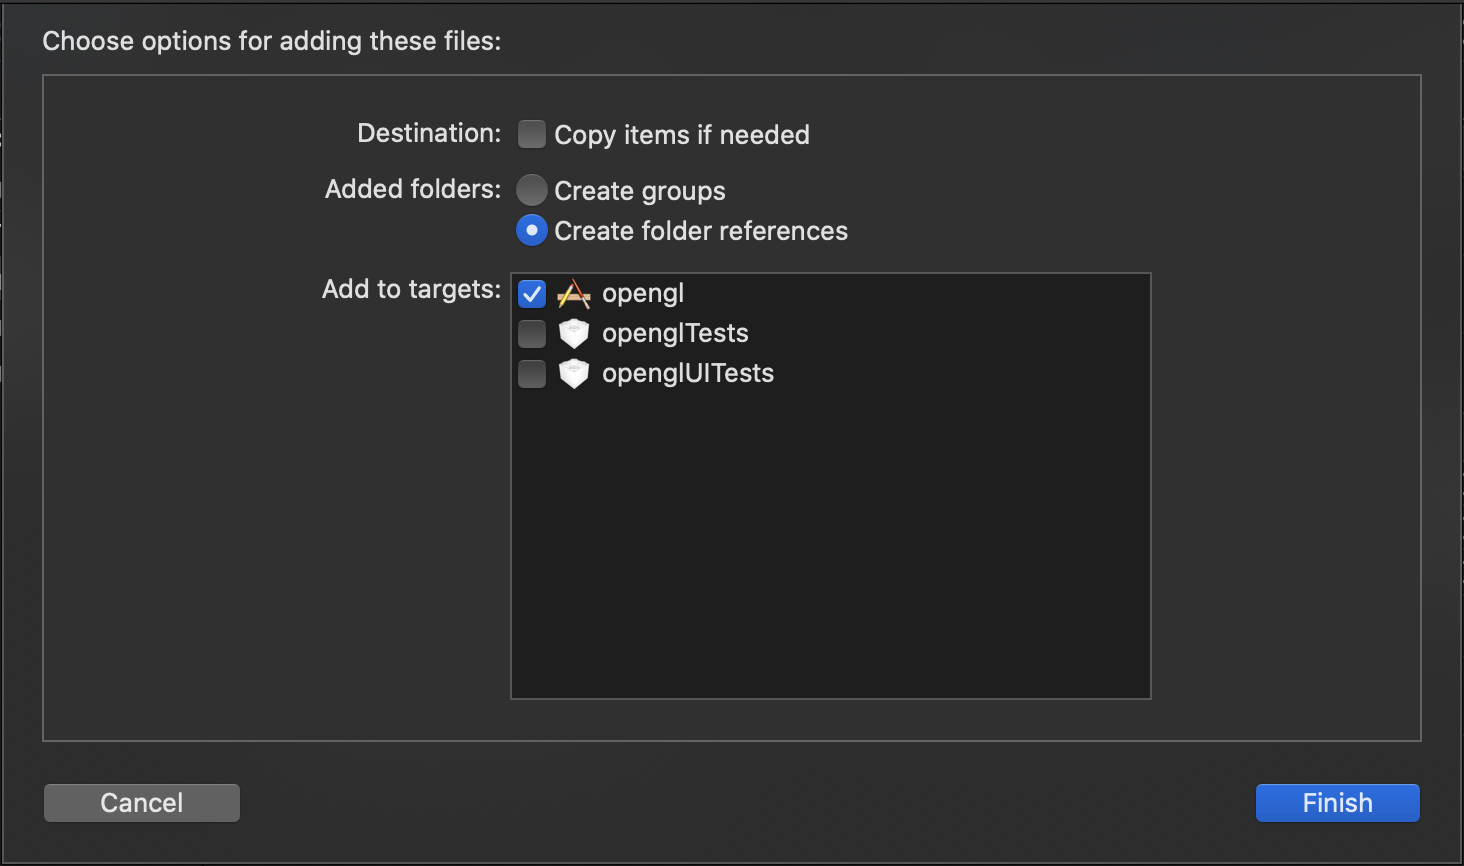 Choose options for adding these files:
Destination: Copy items if needed
Added folders: Create groups
Create folder references
Add to targets: opengl
openglTests
openglUITests
Cancel Finish